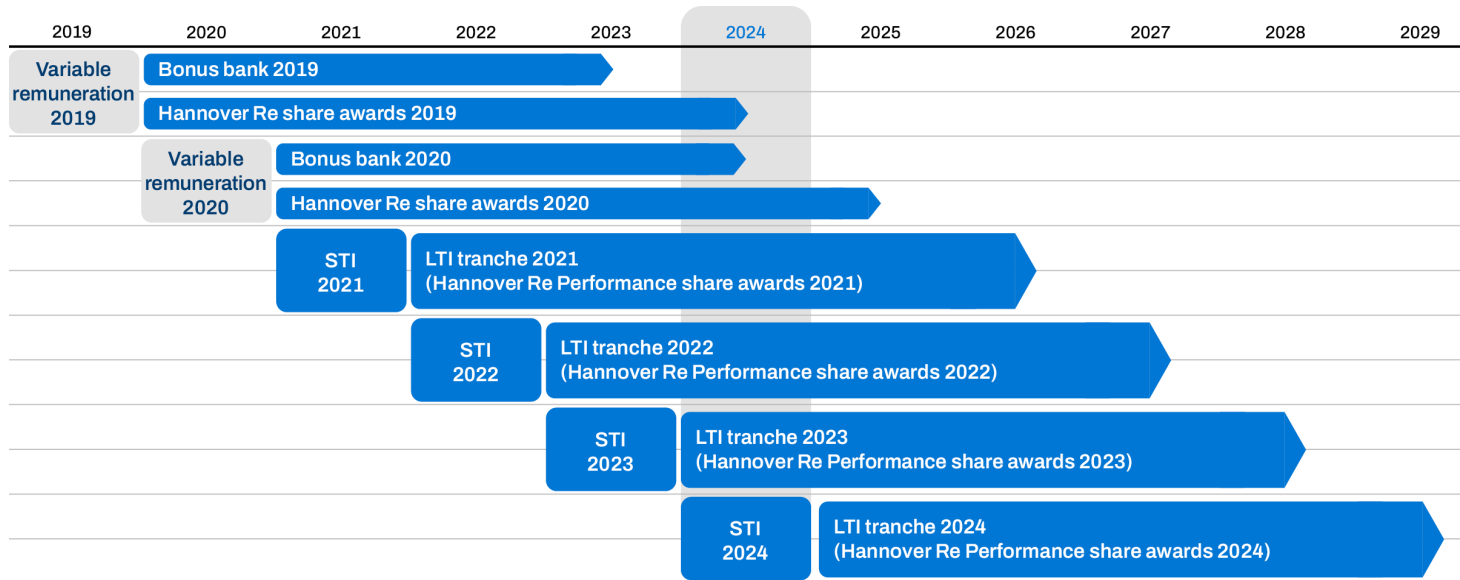 2019 2020 2021 2022 2023 2024 2025 2026 2027 2028 2029
Variable
remuneration
2019
Bonus bank 2019
Hannover Re share awards 2019
Variable
remuneration
2020
Bonus bank 2020
Hannover Re share awards 2020
STI
2021
LTI tranche 2021
(Hannover Re Performance share awards 2021)
STI
2022
LTI tranche 2022
(Hannover Re Performance share awards 2022)
STI
2023
LTI tranche 2023
(Hannover Re Performance share awards 2023)
STI
2024
LTI tranche 2024
(Hannover Re Performance share awards 2024)